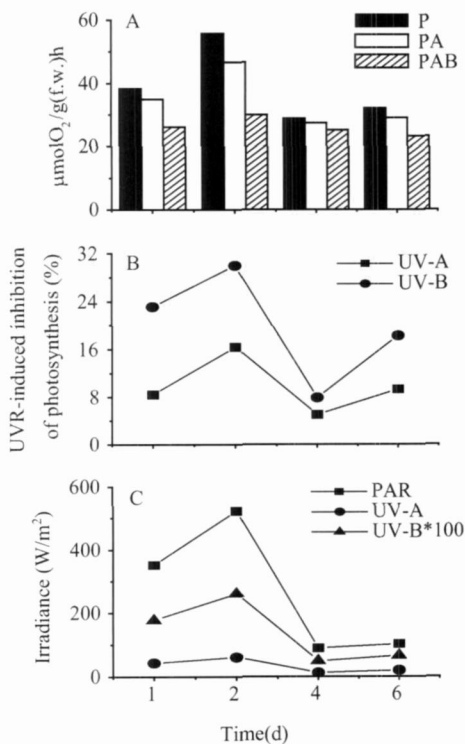 A
P
PA
PAB
60
40
20
0
μmolO₂/g(f.w.)h
B
UV-A
UV-B
32
24
16
8
0
UVR-induced inhibition
of photosynthesis (%)
C
PAR
UV-A
UV-B*100
600
400
200
0
Irradiance (W/m²)
1 2 4 6
Time(d)